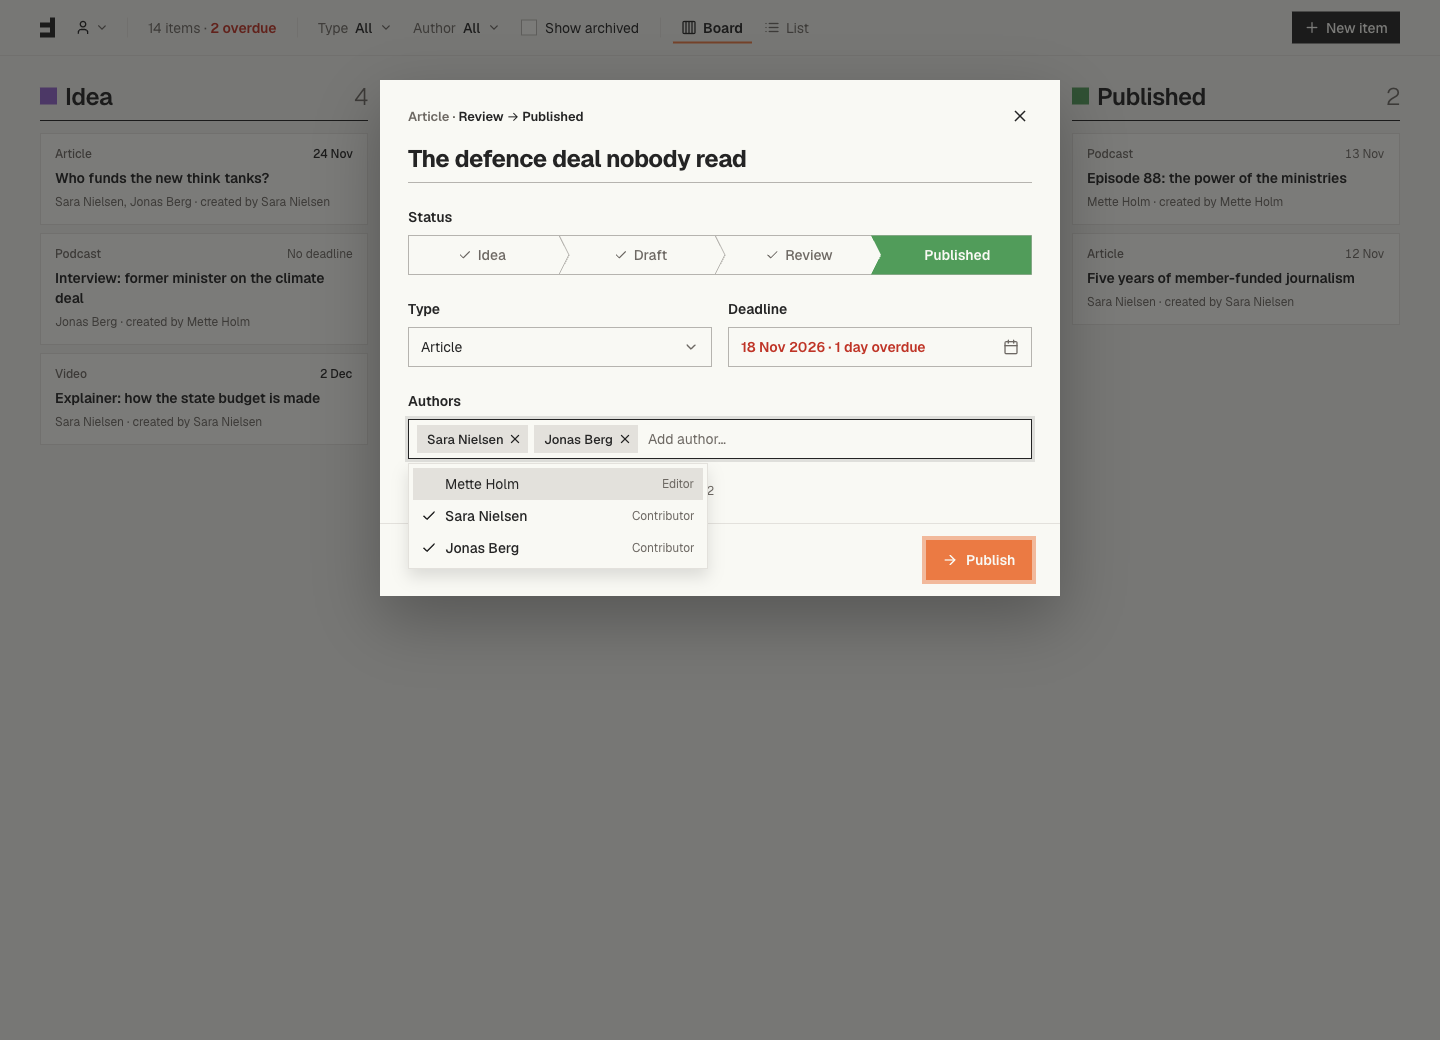 14 items · 2 overdue
Type All
Author All
Show archived
Board
List
New item
Idea 4
Article 24 Nov
Who funds the new think tanks?
Sara Nielsen, Jonas Berg · created by Sara Nielsen
Podcast No deadline
Interview: former minister on the climate
deal
Jonas Berg · created by Mette Holm
Video 2 Dec
Explainer: how the state budget is made
Sara Nielsen · created by Sara Nielsen
Article · Review → Published
The defence deal nobody read
Status
Idea
Draft
Review
Published
Type
Article
Deadline
18 Nov 2026 · 1 day overdue
Authors
Sara Nielsen
Jonas Berg
Add author…
Mette Holm Editor
2
Sara Nielsen Contributor
Jonas Berg Contributor
Publish
Published 2
Podcast 13 Nov
Episode 88: the power of the ministries
Mette Holm · created by Mette Holm
Article 12 Nov
Five years of member-funded journalism
Sara Nielsen · created by Sara Nielsen